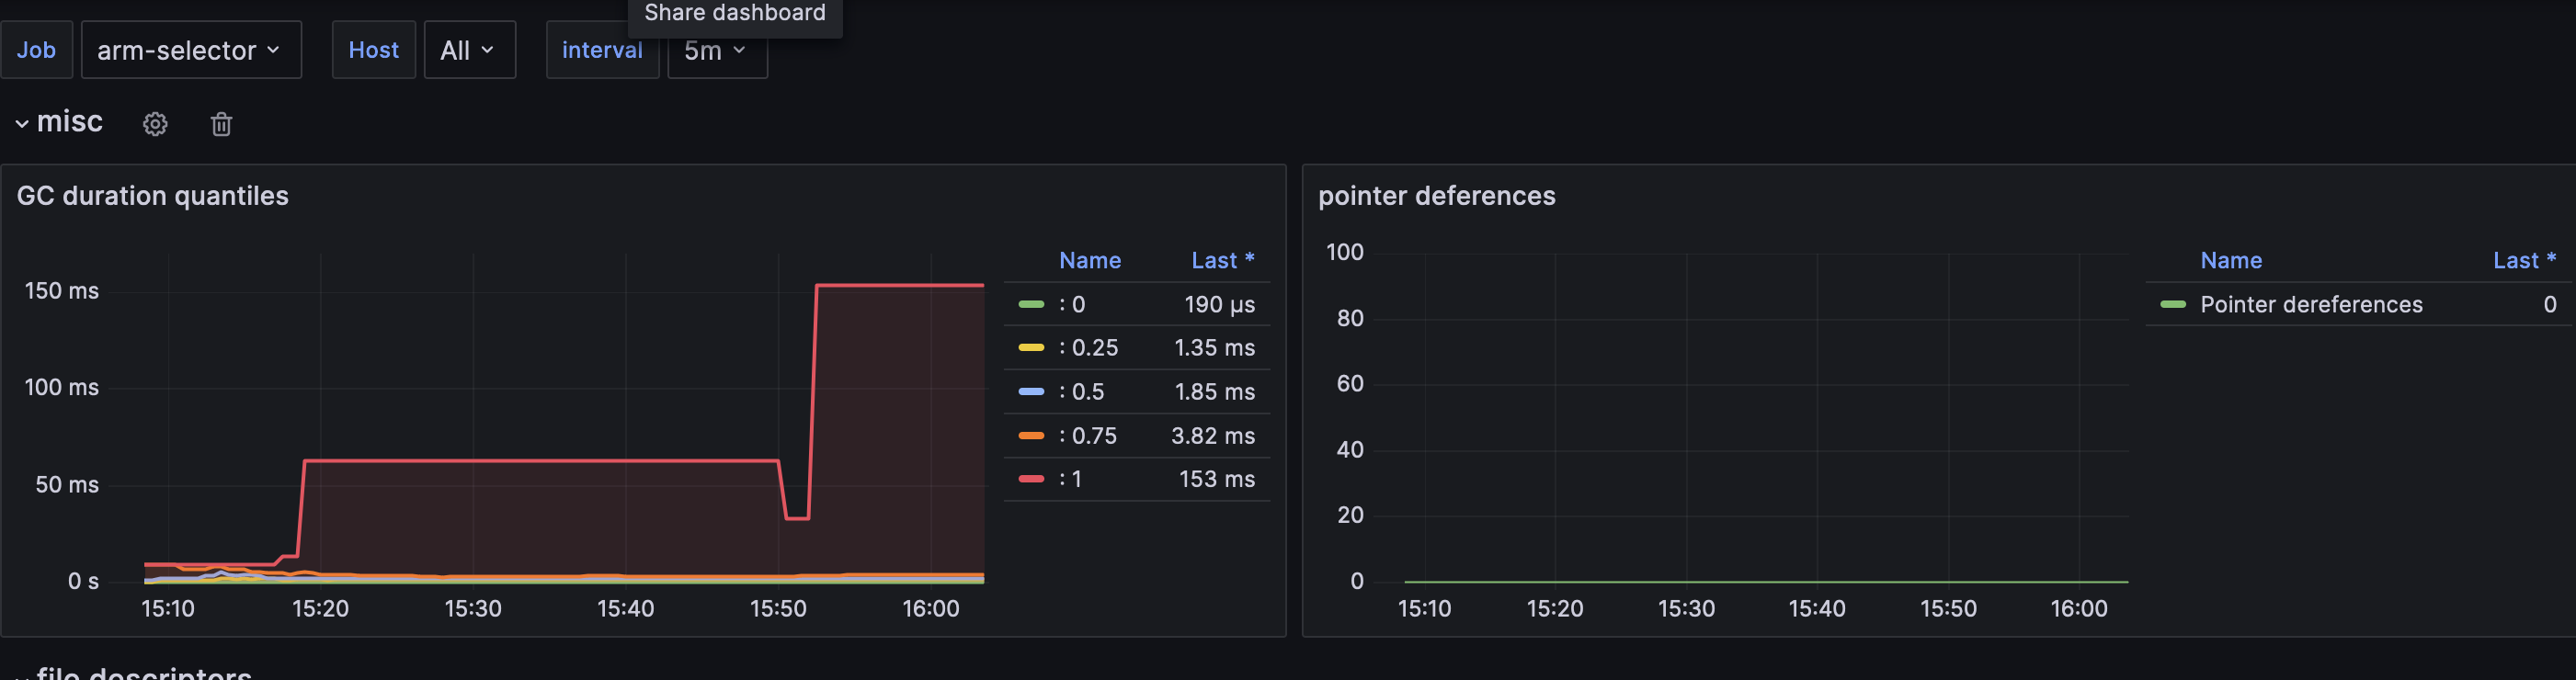 Share dashboard
Job arm-selector Host All interval 5m
misc
GC duration quantiles
150 ms
100 ms
50 ms
0 s
15:10 15:20 15:30 15:40 15:50 16:00
Name Last *
: 0 190 µs
: 0.25 1.35 ms
: 0.5 1.85 ms
: 0.75 3.82 ms
: 1 153 ms
pointer deferences
100
80
60
40
20
0
15:10 15:20 15:30 15:40 15:50 16:00
Name Last *
Pointer dereferences 0
file descriptors